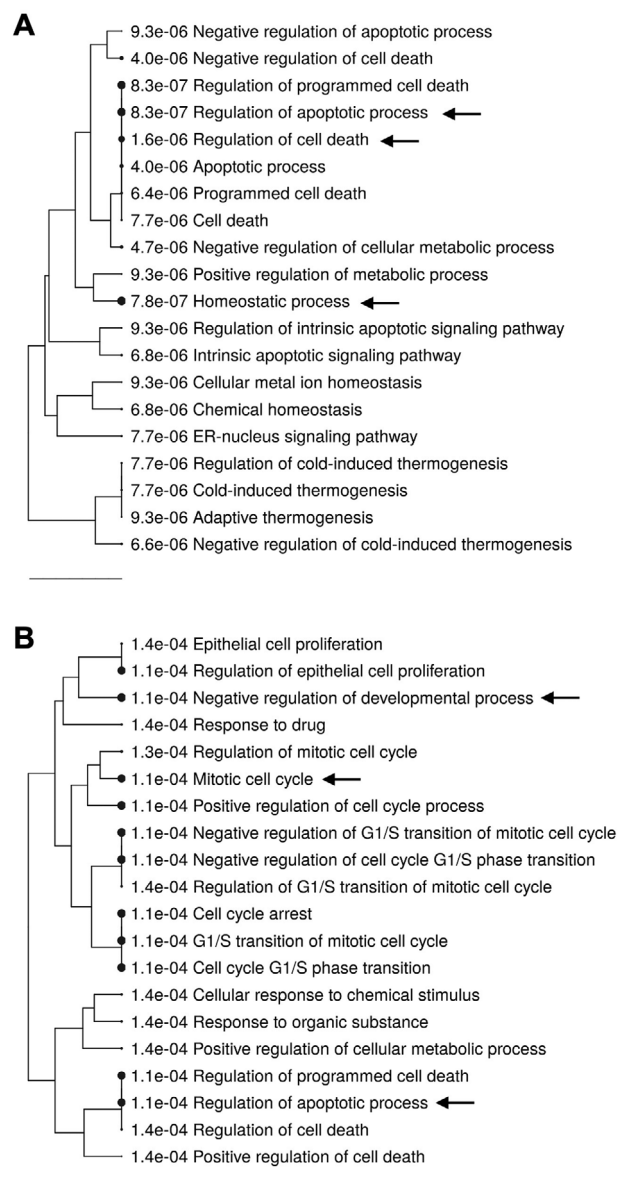 A
9.3e-06 Negative regulation of apoptotic process
4.0e-06 Negative regulation of cell death
8.3e-07 Regulation of programmed cell death
8.3e-07 Regulation of apoptotic process
1.6e-06 Regulation of cell death
4.0e-06 Apoptotic process
6.4e-06 Programmed cell death
7.7e-06 Cell death
4.7e-06 Negative regulation of cellular metabolic process
9.3e-06 Positive regulation of metabolic process
7.8e-07 Homeostatic process
9.3e-06 Regulation of intrinsic apoptotic signaling pathway
6.8e-06 Intrinsic apoptotic signaling pathway
9.3e-06 Cellular metal ion homeostasis
6.8e-06 Chemical homeostasis
7.7e-06 ER-nucleus signaling pathway
7.7e-06 Regulation of cold-induced thermogenesis
7.7e-06 Cold-induced thermogenesis
9.3e-06 Adaptive thermogenesis
6.6e-06 Negative regulation of cold-induced thermogenesis
B
1.4e-04 Epithelial cell proliferation
1.1e-04 Regulation of epithelial cell proliferation
1.1e-04 Negative regulation of developmental process
1.4e-04 Response to drug
1.3e-04 Regulation of mitotic cell cycle
1.1e-04 Mitotic cell cycle
1.1e-04 Positive regulation of cell cycle process
1.1e-04 Negative regulation of G1/S transition of mitotic cell cycle
1.1e-04 Negative regulation of cell cycle G1/S phase transition
1.4e-04 Regulation of G1/S transition of mitotic cell cycle
1.1e-04 Cell cycle arrest
1.1e-04 G1/S transition of mitotic cell cycle
1.1e-04 Cell cycle G1/S phase transition
1.4e-04 Cellular response to chemical stimulus
1.4e-04 Response to organic substance
1.4e-04 Positive regulation of cellular metabolic process
1.1e-04 Regulation of programmed cell death
1.1e-04 Regulation of apoptotic process
1.4e-04 Regulation of cell death
1.4e-04 Positive regulation of cell death